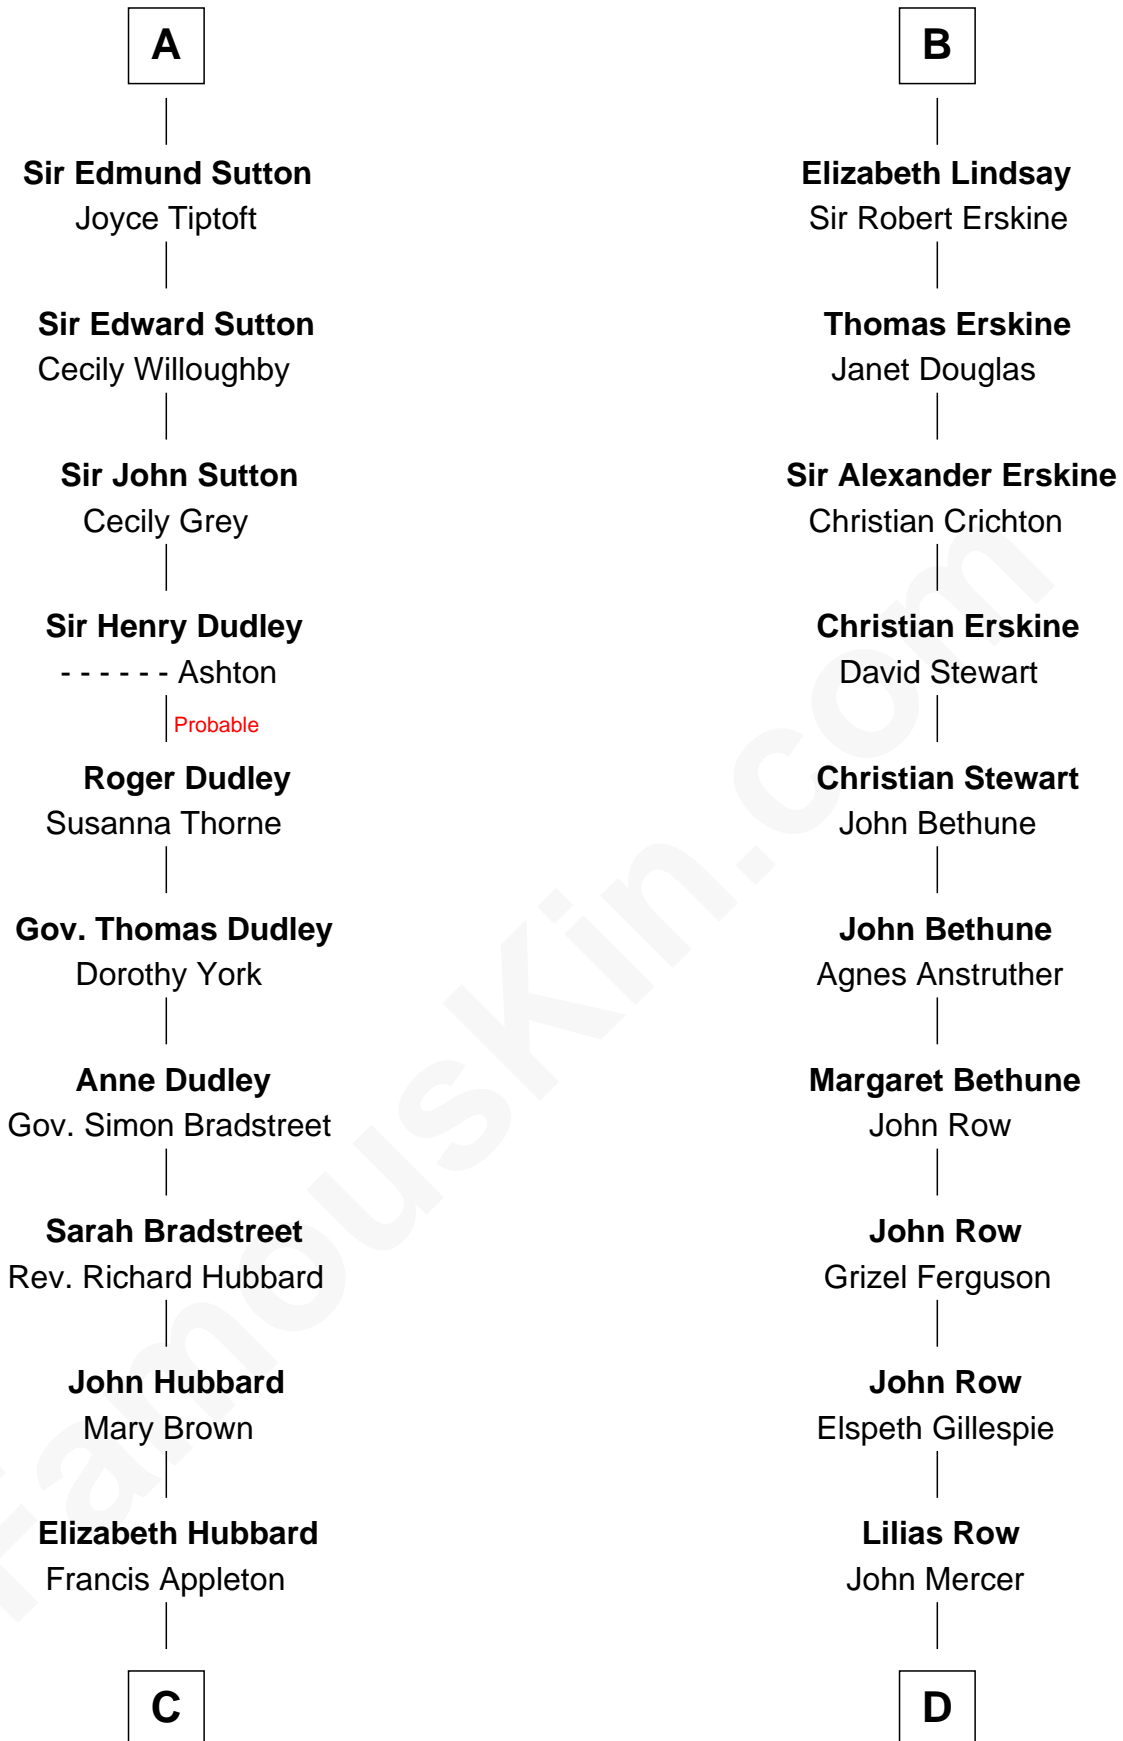 A
Sir Edmund Sutton
Joyce Tiptoft
Sir Edward Sutton
Cecily Willoughby
Sir John Sutton
Cecily Grey
Sir Henry Dudley
- - - - - - Ashton
Probable
Roger Dudley
Susanna Thorne
Gov. Thomas Dudley
Dorothy York
Anne Dudley
Gov. Simon Bradstreet
Sarah Bradstreet
Rev. Richard Hubbard
John Hubbard
Mary Brown
Elizabeth Hubbard
Francis Appleton
C
B
Elizabeth Lindsay
Sir Robert Erskine
Thomas Erskine
Janet Douglas
Sir Alexander Erskine
Christian Crichton
Christian Erskine
David Stewart
Christian Stewart
John Bethune
John Bethune
Agnes Anstruther
Margaret Bethune
John Row
John Row
Grizel Ferguson
John Row
Elspeth Gillespie
Lilias Row
John Mercer
D
FamousKin.com